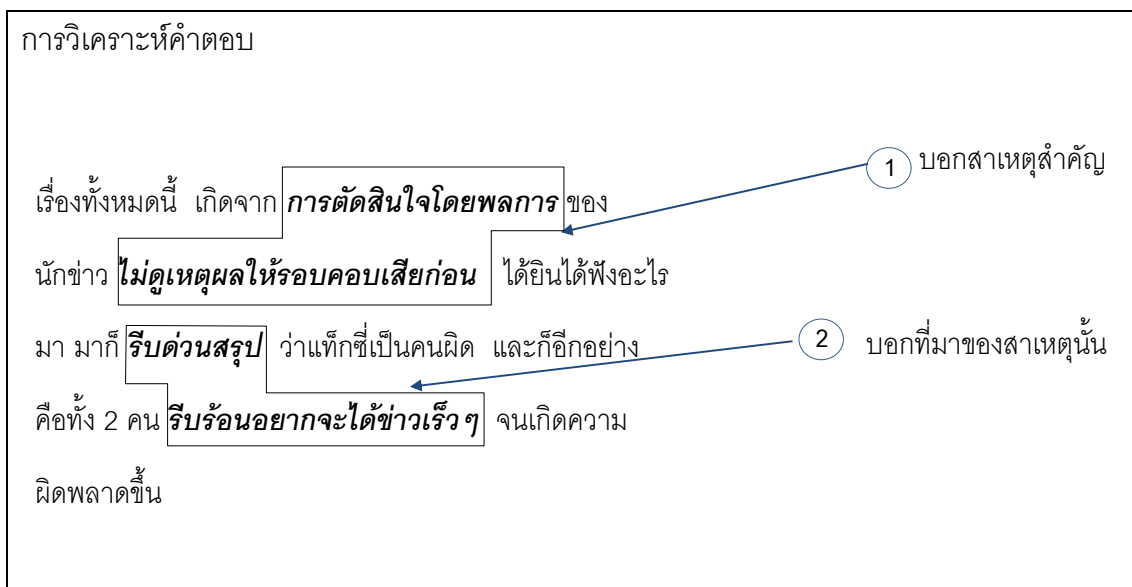 การวิเคราะห์คำตอบ
1 บอกสาเหตุสำคัญ
เรื่องทั้งหมดนี้ เกิดจาก การตัดสินใจโดยพลการ ของ
นักข่าว ไม่ดูเหตุผลให้รอบคอบเสียก่อน ได้ยินได้ฟังอะไร
มา มาก็ รีบด่วนสรุป ว่าแท็กซี่เป็นคนผิด และก็อีกอย่าง
2 บอกที่มาของสาเหตุนั้น
คือทั้ง 2 คน รีบร้อนอยากจะได้ข่าวเร็วๆ จนเกิดความ
ผิดพลาดขึ้น